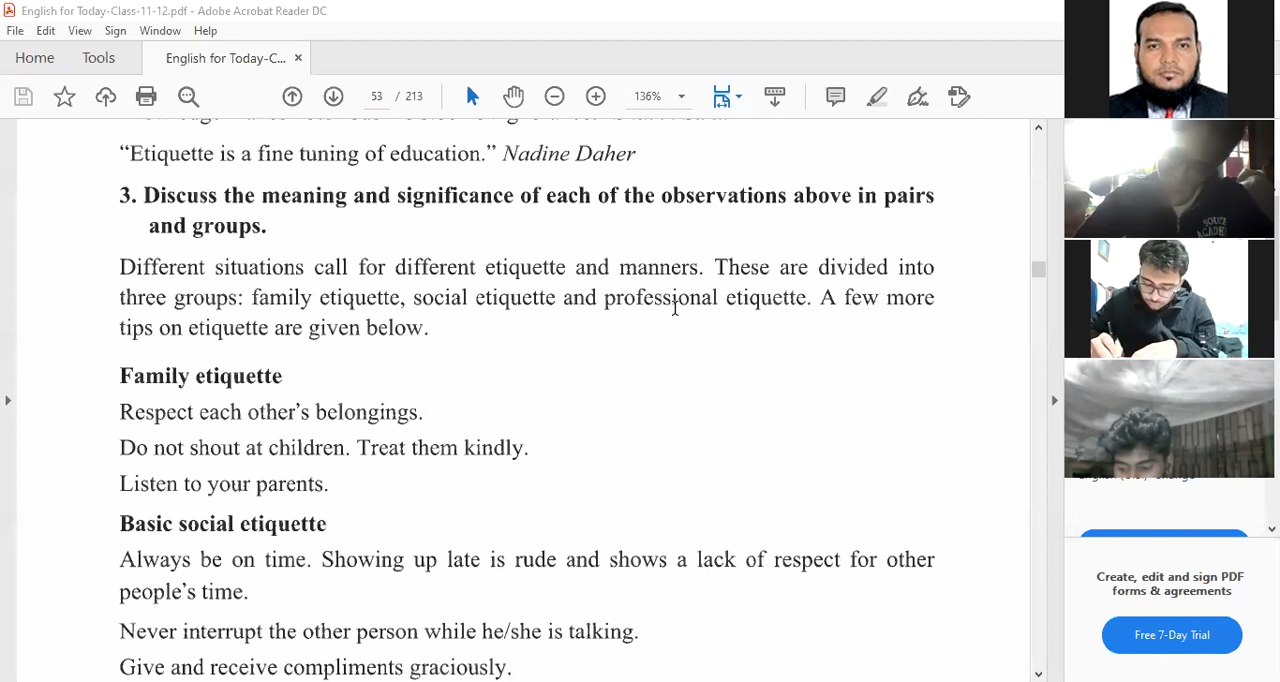 English for Today-Class-11-12.pdf - Adobe Acrobat Reader DC
File Edit View Sign Window Help
Home Tools English for Today-C... ×
53 / 213 136%
“Etiquette is a fine tuning of education.” Nadine Daher
3. Discuss the meaning and significance of each of the observations above in pairs
and groups.
Different situations call for different etiquette and manners. These are divided into
three groups: family etiquette, social etiquette and professional etiquette. A few more
tips on etiquette are given below.
Family etiquette
Respect each other’s belongings.
Do not shout at children. Treat them kindly.
Listen to your parents.
Basic social etiquette
Always be on time. Showing up late is rude and shows a lack of respect for other
people’s time.
Never interrupt the other person while he/she is talking.
Give and receive compliments graciously.
SOUTH
ACADEM
Create, edit and sign PDF
forms & agreements
Free 7-Day Trial